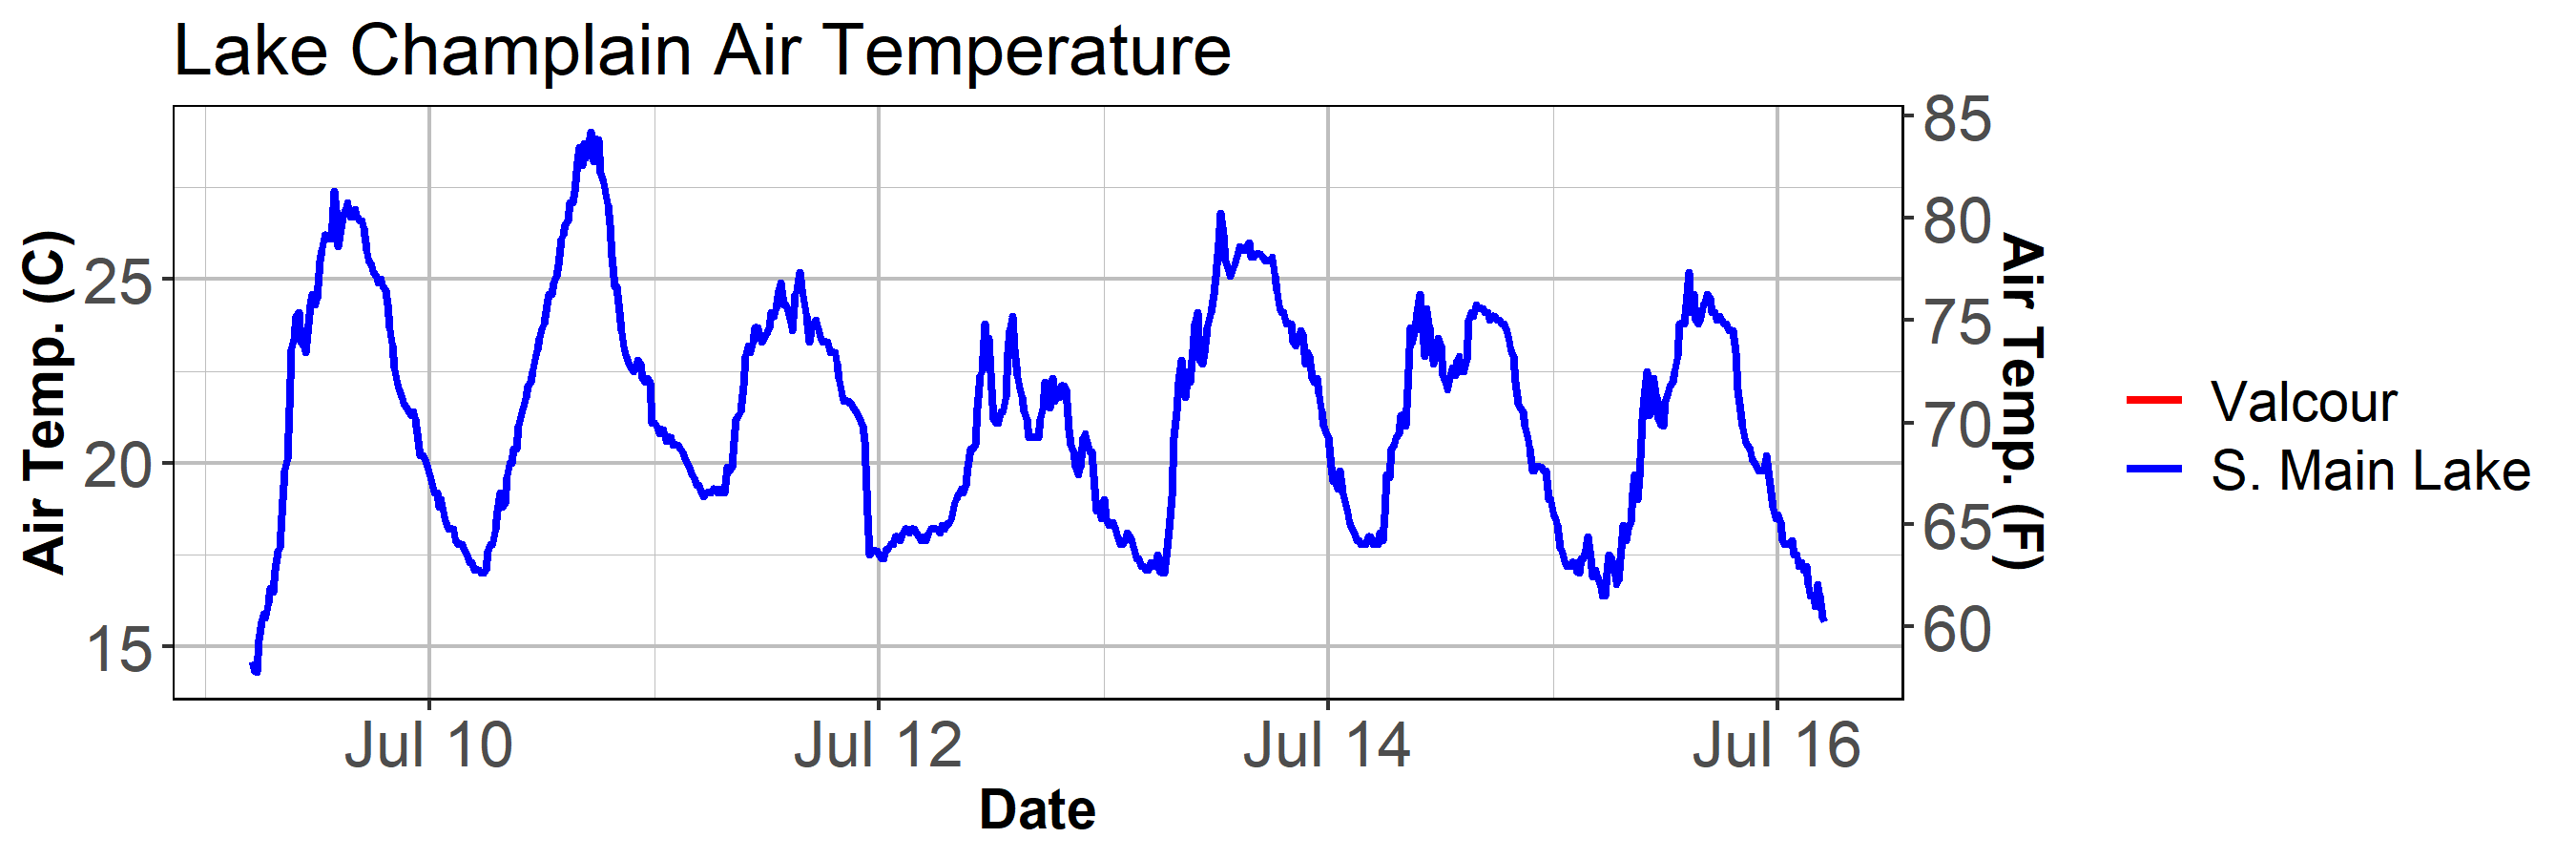 Lake Champlain Air Temperature
Air Temp. (C)
25
20
15
85
80
75
70
65
60
Air Temp. (F)
Jul 10
Jul 12
Jul 14
Jul 16
Date
Valcour
S. Main Lake